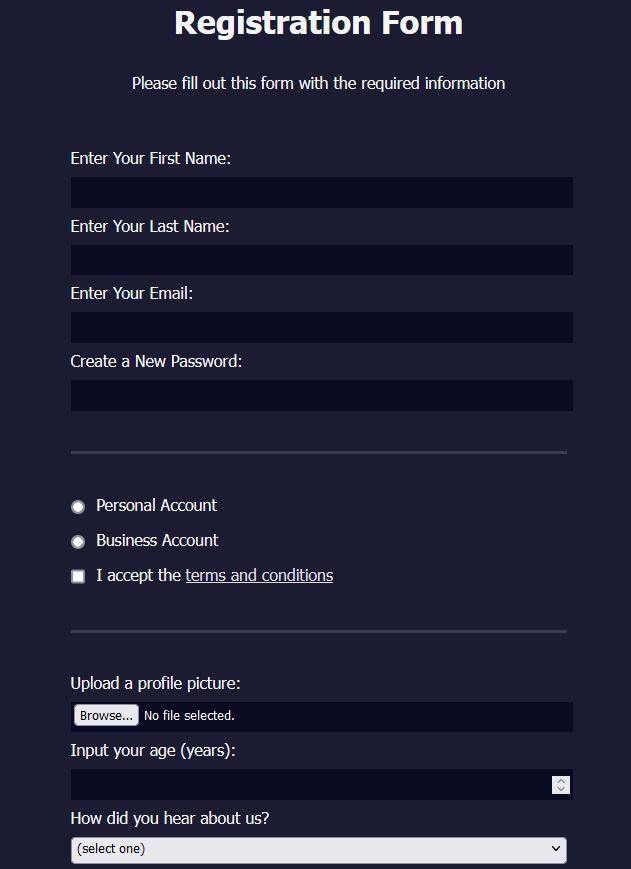 Registration Form
Please fill out this form with the required information
Enter Your First Name:
Enter Your Last Name:
Enter Your Email:
Create a New Password:
Personal Account
Business Account
I accept the terms and conditions
Upload a profile picture:
Browse... No file selected.
Input your age (years):
How did you hear about us?
(select one)